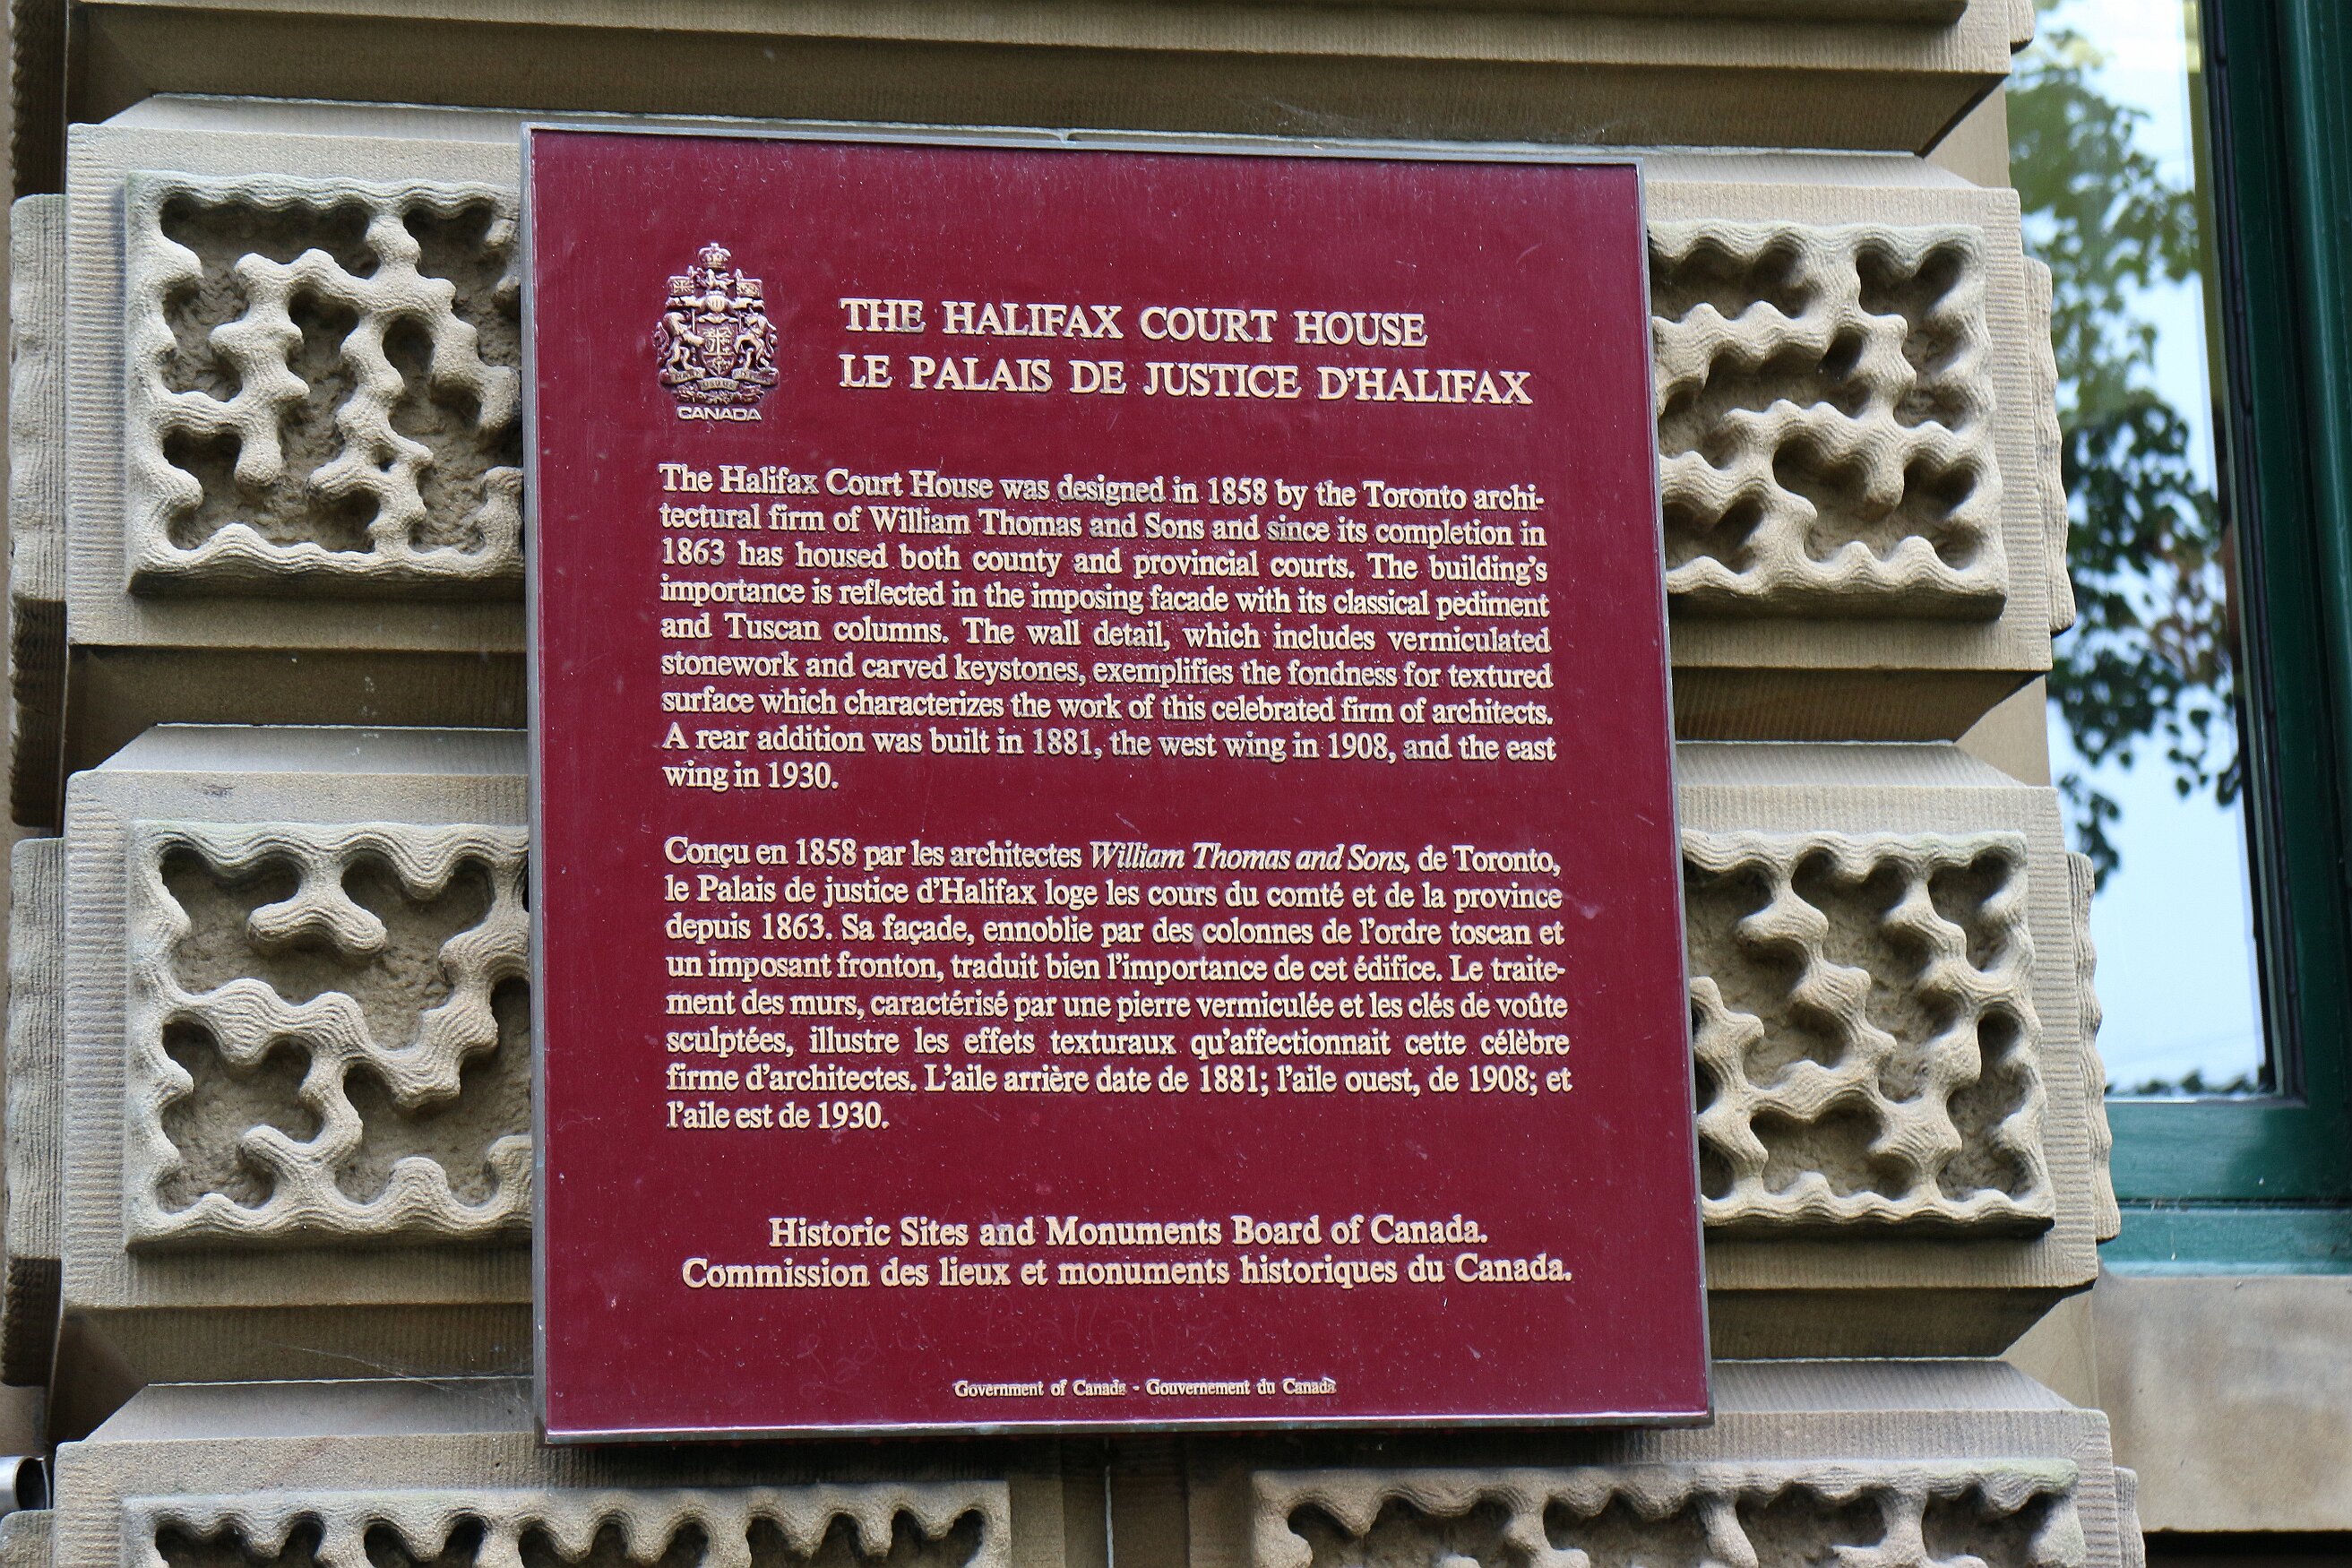 THE HALIFAX COURT HOUSE
LE PALAIS DE JUSTICE D'HALIFAX
CANADA
The Halifax Court House was designed in 1858 by the Toronto archi-
tectural firm of William Thomas and Sons and since its completion in
1863 has housed both county and provincial courts. The building's
importance is reflected in the imposing facade with its classical pediment
and Tuscan columns. The wall detail, which includes vermiculated
stonework and carved keystones, exemplifies the fondness for textured
surface which characterizes the work of this celebrated firm of architects.
A rear addition was built in 1881, the west wing in 1908, and the east
wing in 1930.
Conçu en 1858 par les architectes William Thomas and Sons, de Toronto,
le Palais de justice d'Halifax loge les cours du comté et de la province
depuis 1863. Sa façade, ennoblie par des colonnes de l'ordre toscan et
un imposant fronton, traduit bien l'importance de cet édifice. Le traite-
ment des murs, caractérisé par une pierre vermiculée et les clés de voûte
sculptées, illustre les effets texturaux qu'affectionnait cette célèbre
firme d'architectes. L'aile arrière date de 1881; l'aile ouest, de 1908; et
l'aile est de 1930.
Historic Sites and Monuments Board of Canada.
Commission des lieux et monuments historiques du Canada.
Government of Canada - Gouvernement du Canada